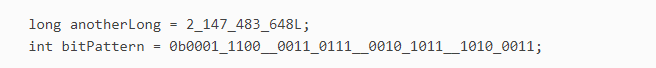 long anotherLong = 2_147_483_648L;
int bitPattern = 0b0001_1100__0011_0111__0010_1011__1010_0011;